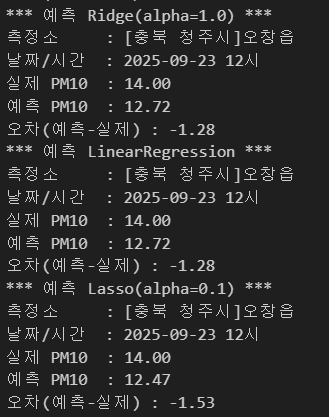 *** 예측 Ridge(alpha=1.0) ***
측정소 : [충북 청주시]오창읍
날짜/시간 : 2025-09-23 12시
실제 PM10 : 14.00
예측 PM10 : 12.72
오차(예측-실제) : -1.28
*** 예측 LinearRegression ***
측정소 : [충북 청주시]오창읍
날짜/시간 : 2025-09-23 12시
실제 PM10 : 14.00
예측 PM10 : 12.72
오차(예측-실제) : -1.28
*** 예측 Lasso(alpha=0.1) ***
측정소 : [충북 청주시]오창읍
날짜/시간 : 2025-09-23 12시
실제 PM10 : 14.00
예측 PM10 : 12.47
오차(예측-실제) : -1.53